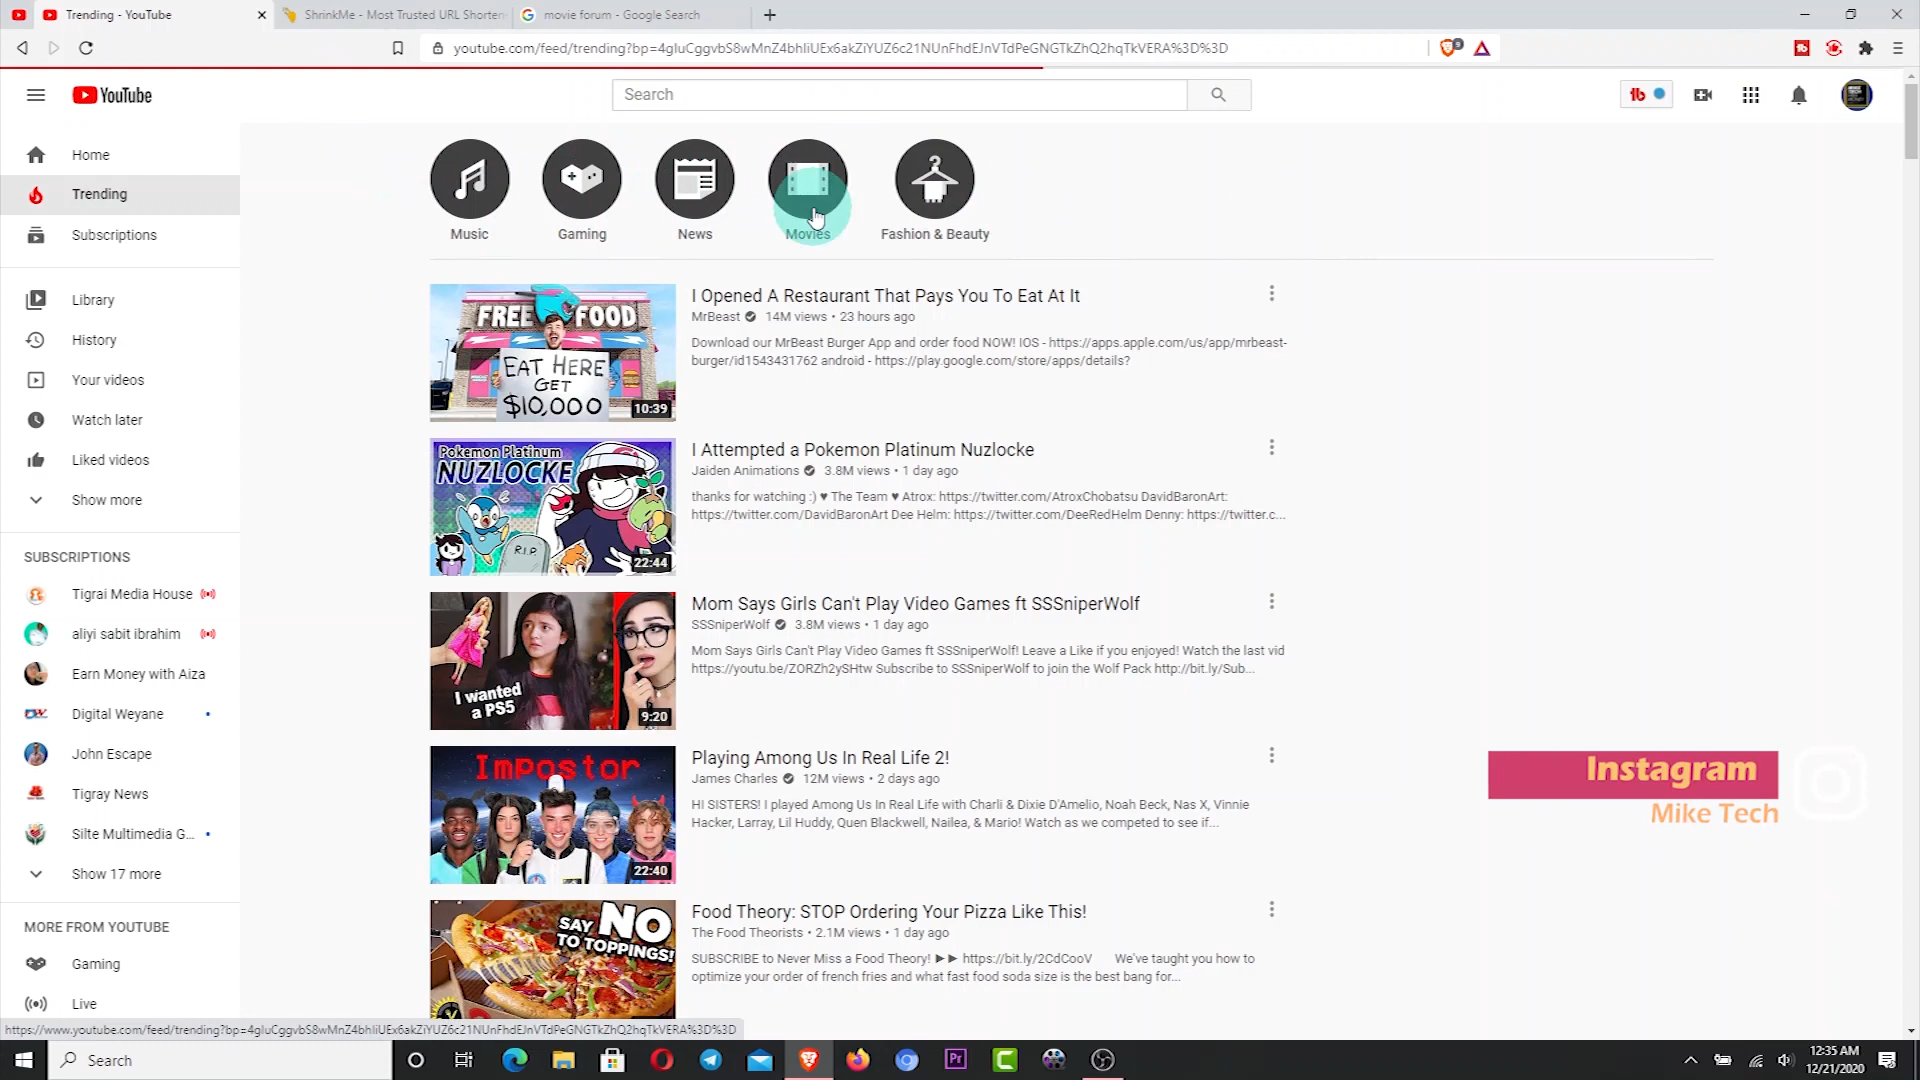 Trending - YouTube
ShrinkMe - Most Trusted URL Shorten
movie forum - Google Search
youtube.com/feed/trending?bp=4gIuCggvbS8wMnZ4bhIiUEx6akZiYUZ6c21NUnFhdEJnVTdPeGNGTkZhQ2hqTkVERA%3D%3D
9
YouTube
Search
Home
Trending
Subscriptions
Library
History
Your videos
Watch later
Liked videos
Show more
SUBSCRIPTIONS
Tigrai Media House
aliyi sabit ibrahim
Earn Money with Aiza
Digital Weyane
John Escape
Tigray News
Silte Multimedia G...
Show 17 more
MORE FROM YOUTUBE
Gaming
Live
Music
Gaming
News
Movies
Fashion & Beauty
FREE FOOD
EAT HERE
GET
$10,000
10:39
I Opened A Restaurant That Pays You To Eat At It
MrBeast 14M views • 23 hours ago
Download our MrBeast Burger App and order food NOW! IOS - https://apps.apple.com/us/app/mrbeast-
burger/id1543431762 android - https://play.google.com/store/apps/details?
Pokemon Platinum
NUZLOCKE
R.I.P.
22:44
I Attempted a Pokemon Platinum Nuzlocke
Jaiden Animations 3.8M views • 1 day ago
thanks for watching :) ♥ The Team ♥ Atrox: https://twitter.com/AtroxChobatsu DavidBaronArt:
https://twitter.com/DavidBaronArt Dee Helm: https://twitter.com/DeeRedHelm Denny: https://twitter.c...
I wanted
a PS5
9:20
Mom Says Girls Can't Play Video Games ft SSSniperWolf
SSSniperWolf 3.8M views • 1 day ago
Mom Says Girls Can't Play Video Games ft SSSniperWolf! Leave a Like if you enjoyed! Watch the last vid
https://youtu.be/ZORZh2ySHtw Subscribe to SSSniperWolf to join the Wolf Pack http://bit.ly/Sub...
Impostor
22:40
Playing Among Us In Real Life 2!
James Charles 12M views • 2 days ago
HI SISTERS! I played Among Us In Real Life with Charli & Dixie D'Amelio, Noah Beck, Nas X, Vinnie
Hacker, Larray, Lil Huddy, Quen Blackwell, Nailea, & Mario! Watch as we competed to see if...
SAY NO
TO TOPPINGS!
Food Theory: STOP Ordering Your Pizza Like This!
The Food Theorists • 2.1M views • 1 day ago
SUBSCRIBE to Never Miss a Food Theory! ►► https://bit.ly/2CdCooV We've taught you how to
optimize your order of french fries and what fast food soda size is the best bang for...
Instagram
Mike Tech
https://www.youtube.com/feed/trending?bp=4gIuCggvbS8wMnZ4bhIiUEx6akZiYUZ6c21NUnFhdEJnVTdPeGNGTkZhQ2hqTkVERA%3D%3D
Search
Pr
12:35 AM
12/21/2020